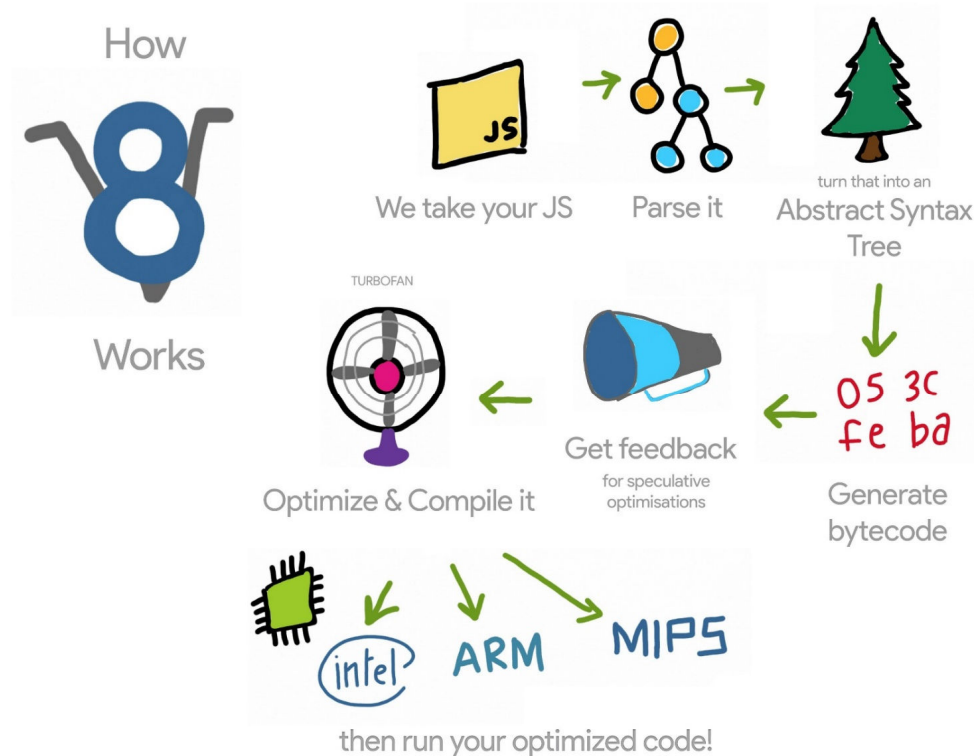 How
8
Works
JS
We take your JS
Parse it
turn that into an
Abstract Syntax
Tree
TURBOFAN
05 3c
fe ba
Get feedback
for speculative
optimisations
Optimize & Compile it
Generate
bytecode
intel
ARM
MIPS
then run your optimized code!